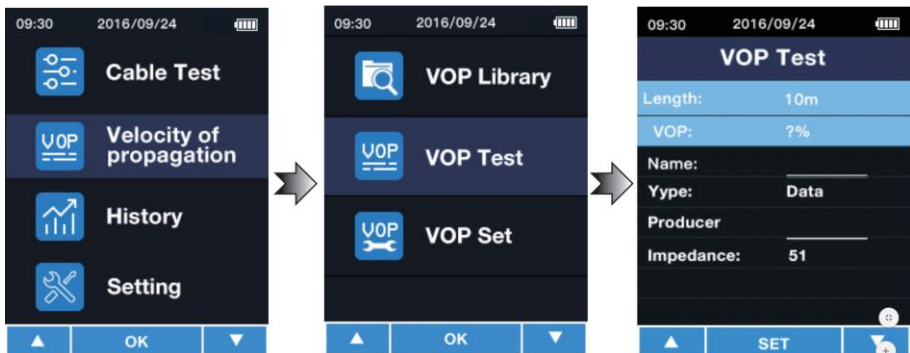 09:30 2016/09/24
Cable Test
VOP
Velocity of
propagation
History
Setting
OK
09:30 2016/09/24
VOP Library
VOP
VOP Test
VOP
VOP Set
OK
09:30 2016/09/24
VOP Test
Length: 10m
VOP: ?%
Name:
Yype: Data
Producer
Impedance: 51
SET